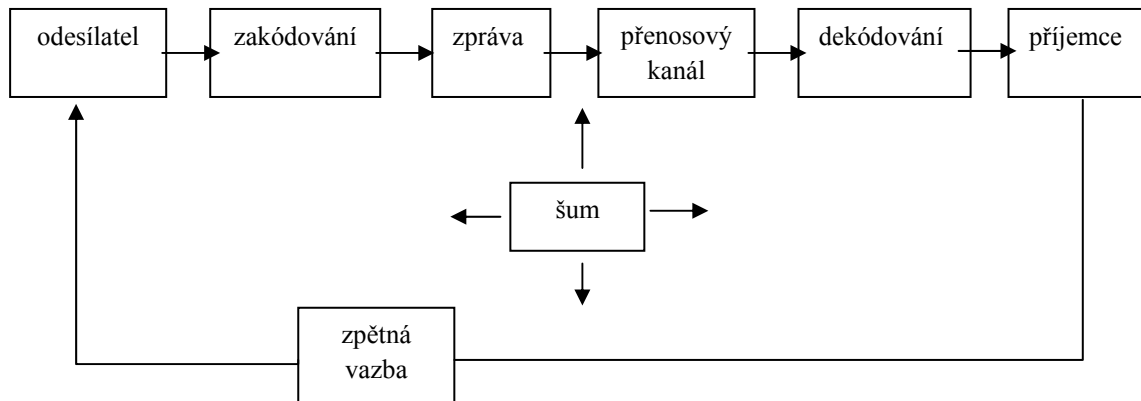 odesílatel
zakódování
zpráva
přenosový
kanál
dekódování
příjemce
šum
zpětná
vazba